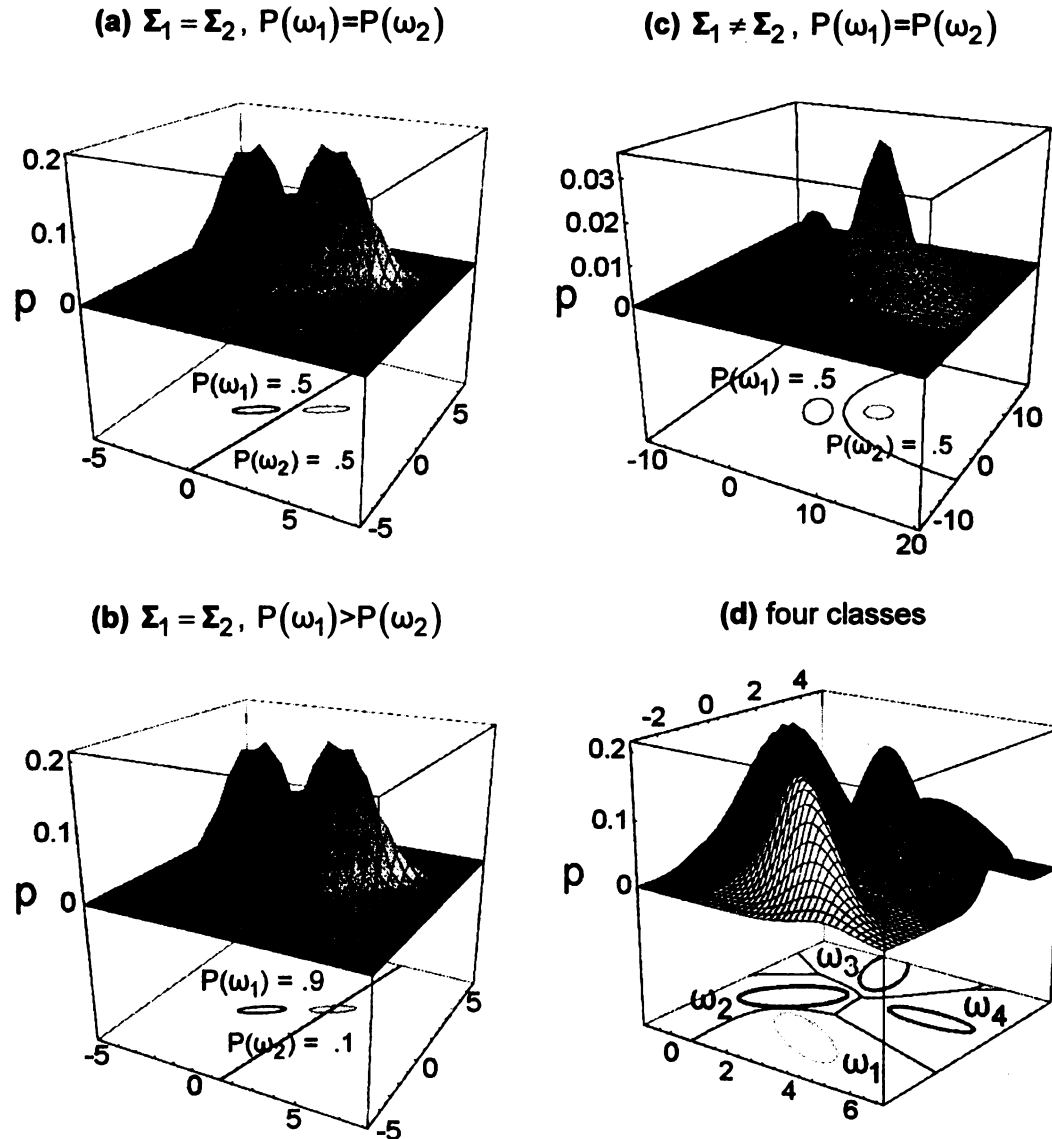 (a) Σ₁ = Σ₂, P(ω₁)=P(ω₂)
0.2
0.1
p 0
P(ω₁) = .5
P(ω₂) = .5
-5
0
5
-5
0
5
(c) Σ₁ ≠ Σ₂, P(ω₁)=P(ω₂)
0.03
0.02
0.01
p 0
P(ω₁) = .5
P(ω₂) = .5
-10
0
10
20
-10
0
10
(b) Σ₁ = Σ₂, P(ω₁)>P(ω₂)
0.2
0.1
p 0
P(ω₁) = .9
P(ω₂) = .1
-5
0
5
-5
0
5
(d) four classes
-2 0 2 4
0.2
0.1
p 0
ω₃
ω₂
ω₄
ω₁
0
2
4
6